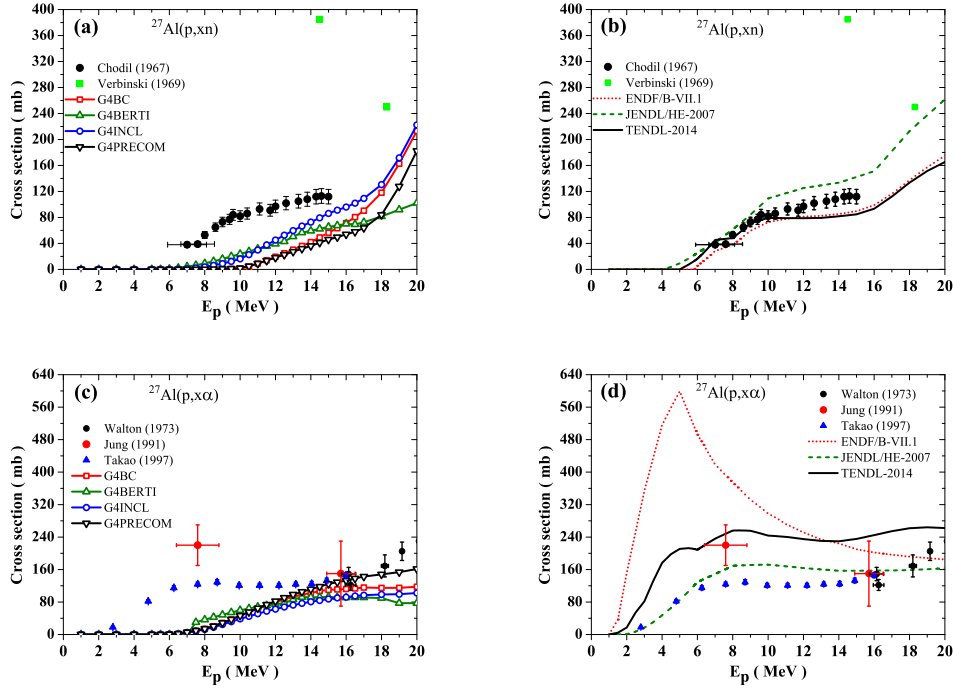 (a)
27Al(p,xn)
Chodil (1967)
Verbinski (1969)
G4BC
G4BERTI
G4INCL
G4PRECOM
Cross section ( mb)
400
360
320
280
240
200
160
120
80
40
0
0 2 4 6 8 10 12 14 16 18 20
Ep ( MeV )
(b)
27Al(p,xn)
Chodil (1967)
Verbinski (1969)
ENDF/B-VII.1
JENDL/HE-2007
TENDL-2014
Cross section ( mb)
400
360
320
280
240
200
160
120
80
40
0
0 2 4 6 8 10 12 14 16 18 20
Ep ( MeV )
(c)
27Al(p,xα)
Walton (1973)
Jung (1991)
Takao (1997)
G4BC
G4BERTI
G4INCL
G4PRECOM
Cross section ( mb)
640
560
480
400
320
240
160
80
0
0 2 4 6 8 10 12 14 16 18 20
Ep ( MeV )
(d)
27Al(p,xα)
Walton (1973)
Jung (1991)
Takao (1997)
ENDF/B-VII.1
JENDL/HE-2007
TENDL-2014
Cross section ( mb)
640
560
480
400
320
240
160
80
0
0 2 4 6 8 10 12 14 16 18 20
Ep ( MeV )